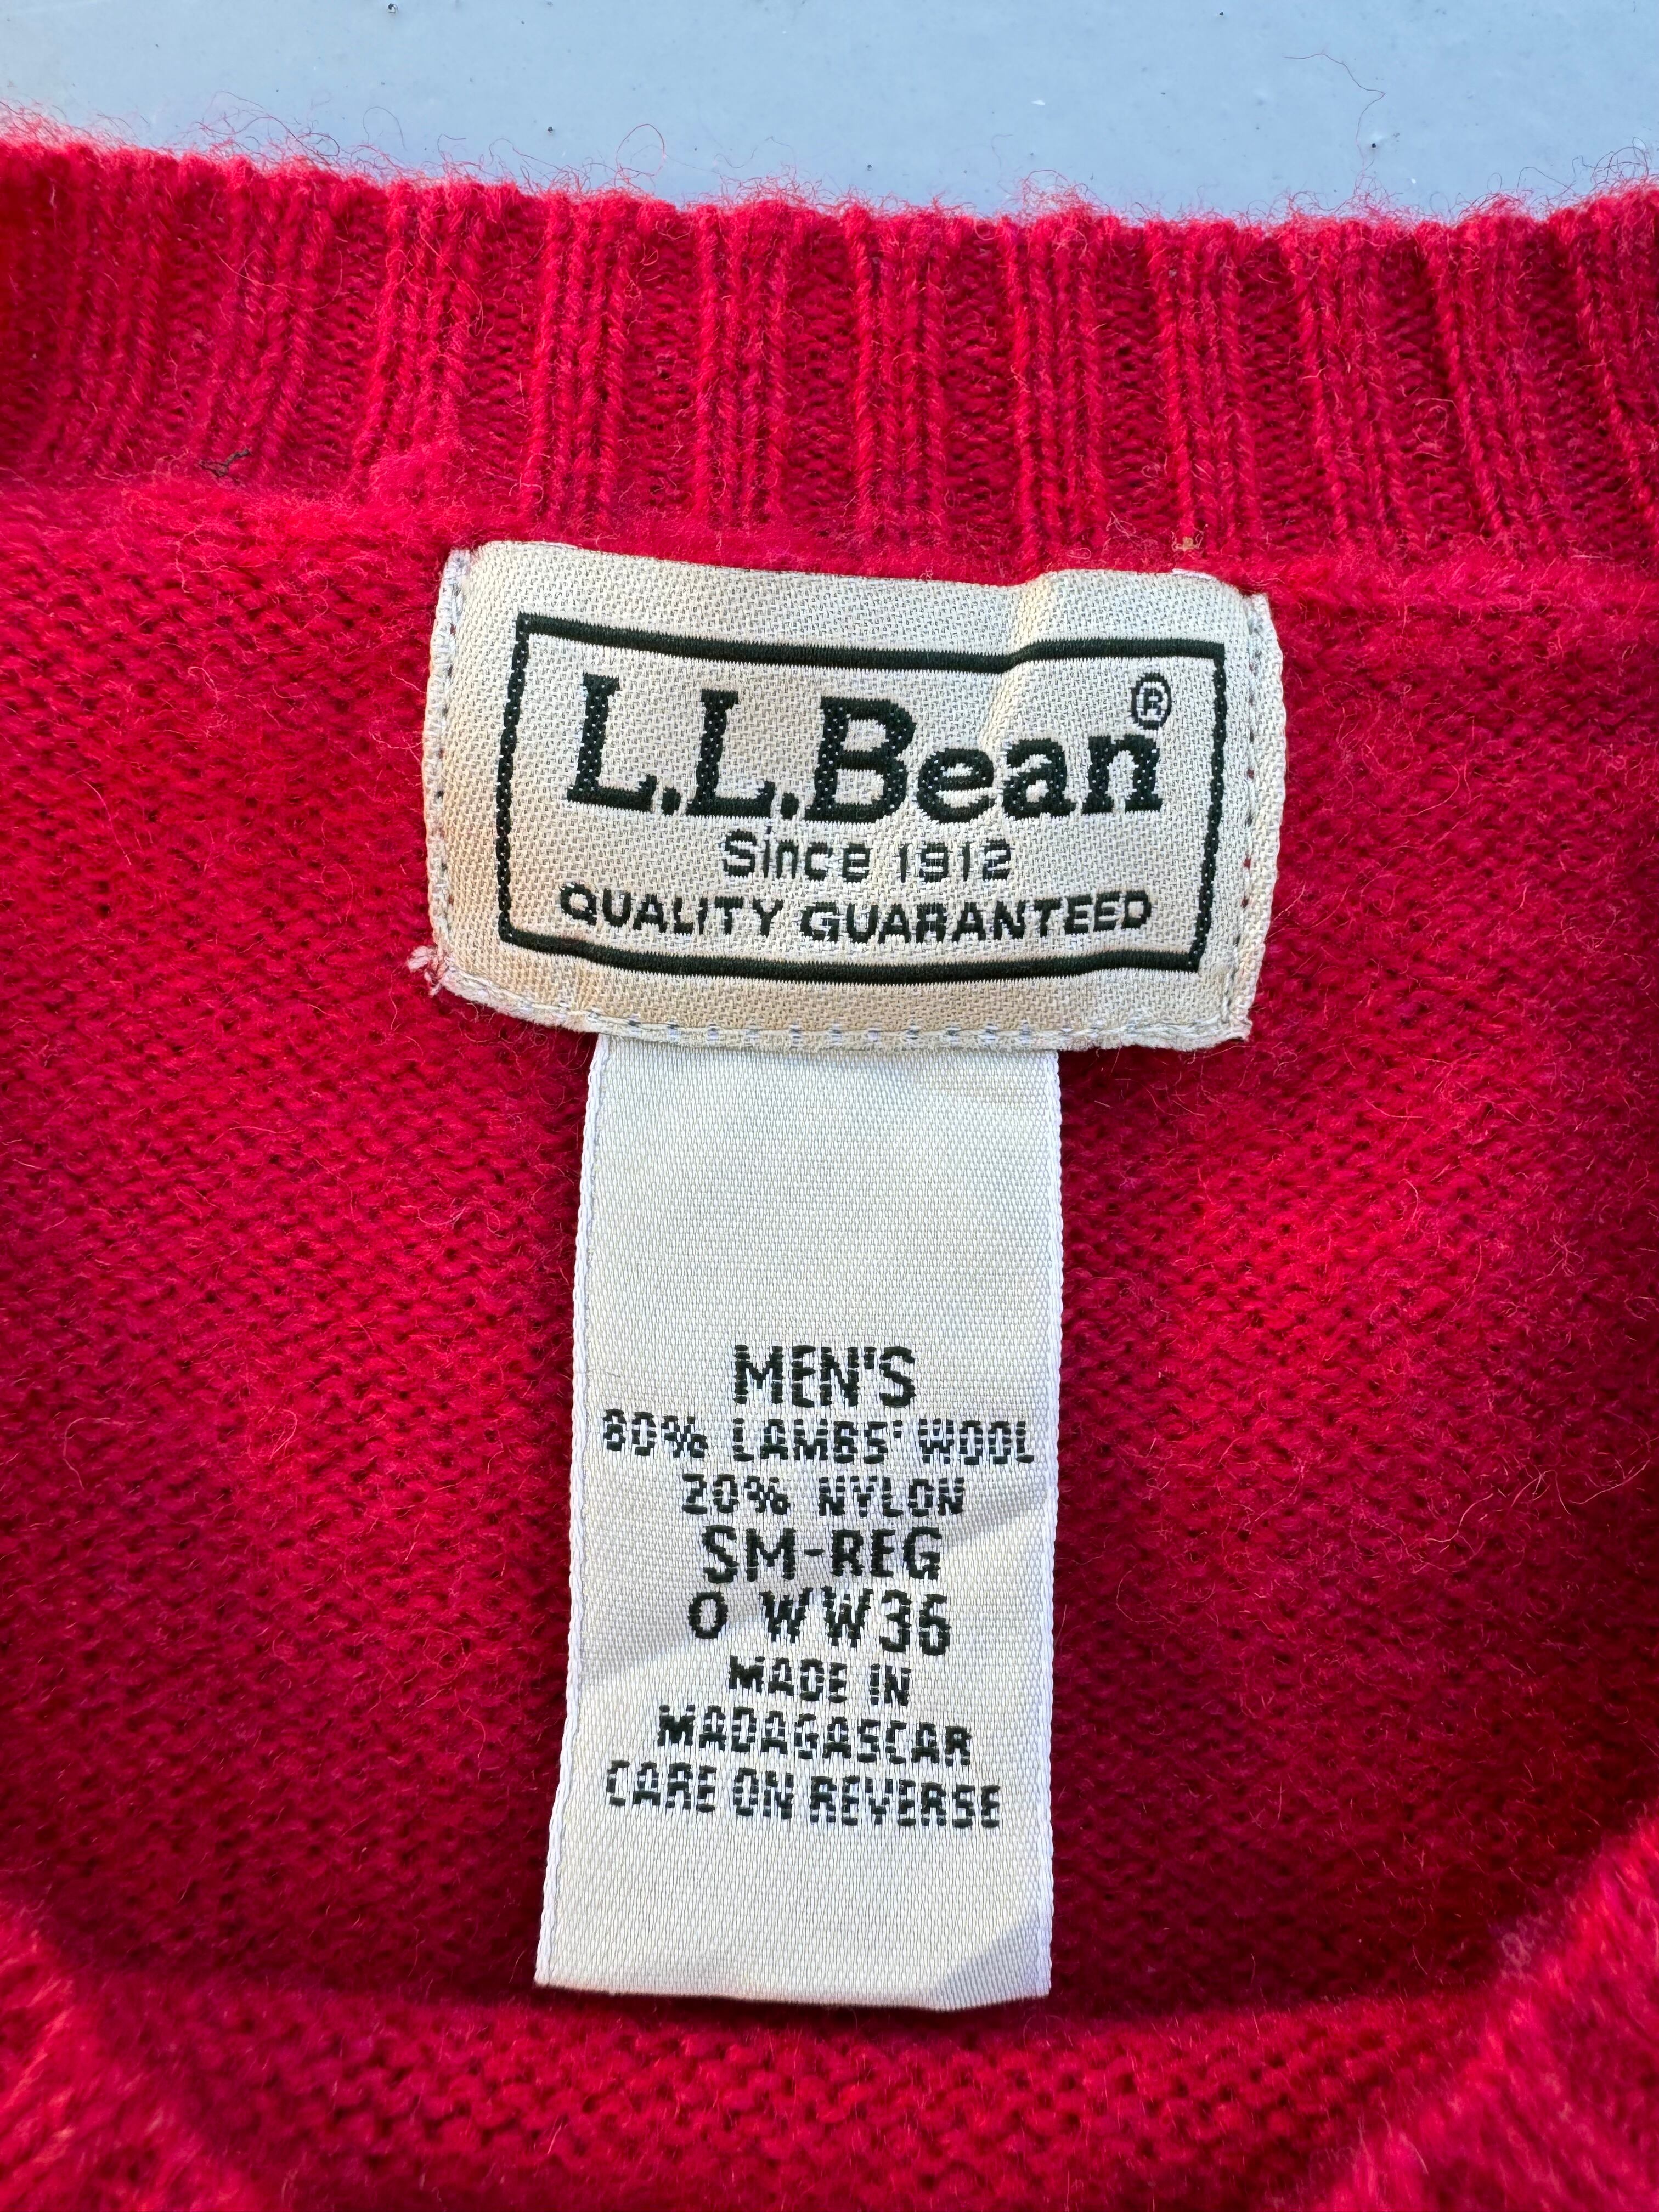 L.L.Bean®
Since 1912
QUALITY GUARANTEED
MEN'S
80% LAMBS' WOOL
20% NYLON
SM-REG
0 WW36
MADE IN
MADAGASCAR
CARE ON REVERSE